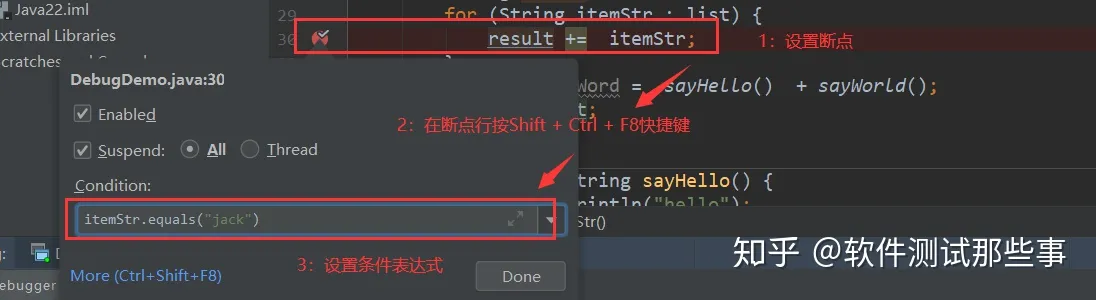 Java22.iml
xternal Libraries
cratches and Co
29 for (String itemStr : list) {
30 result += itemStr;
1：设置断点
DebugDemo.java:30
Word = sayHello() + sayWorld();
t;
Enabled
2：在断点行按Shift + Ctrl + F8快捷键
Suspend: All Thread
Condition:
tring sayHello() {
rintln("hello");
itemStr.equals("jack")
Str()
3：设置条件表达式
More (Ctrl+Shift+F8)
Done
ebugger
知乎 @软件测试那些事